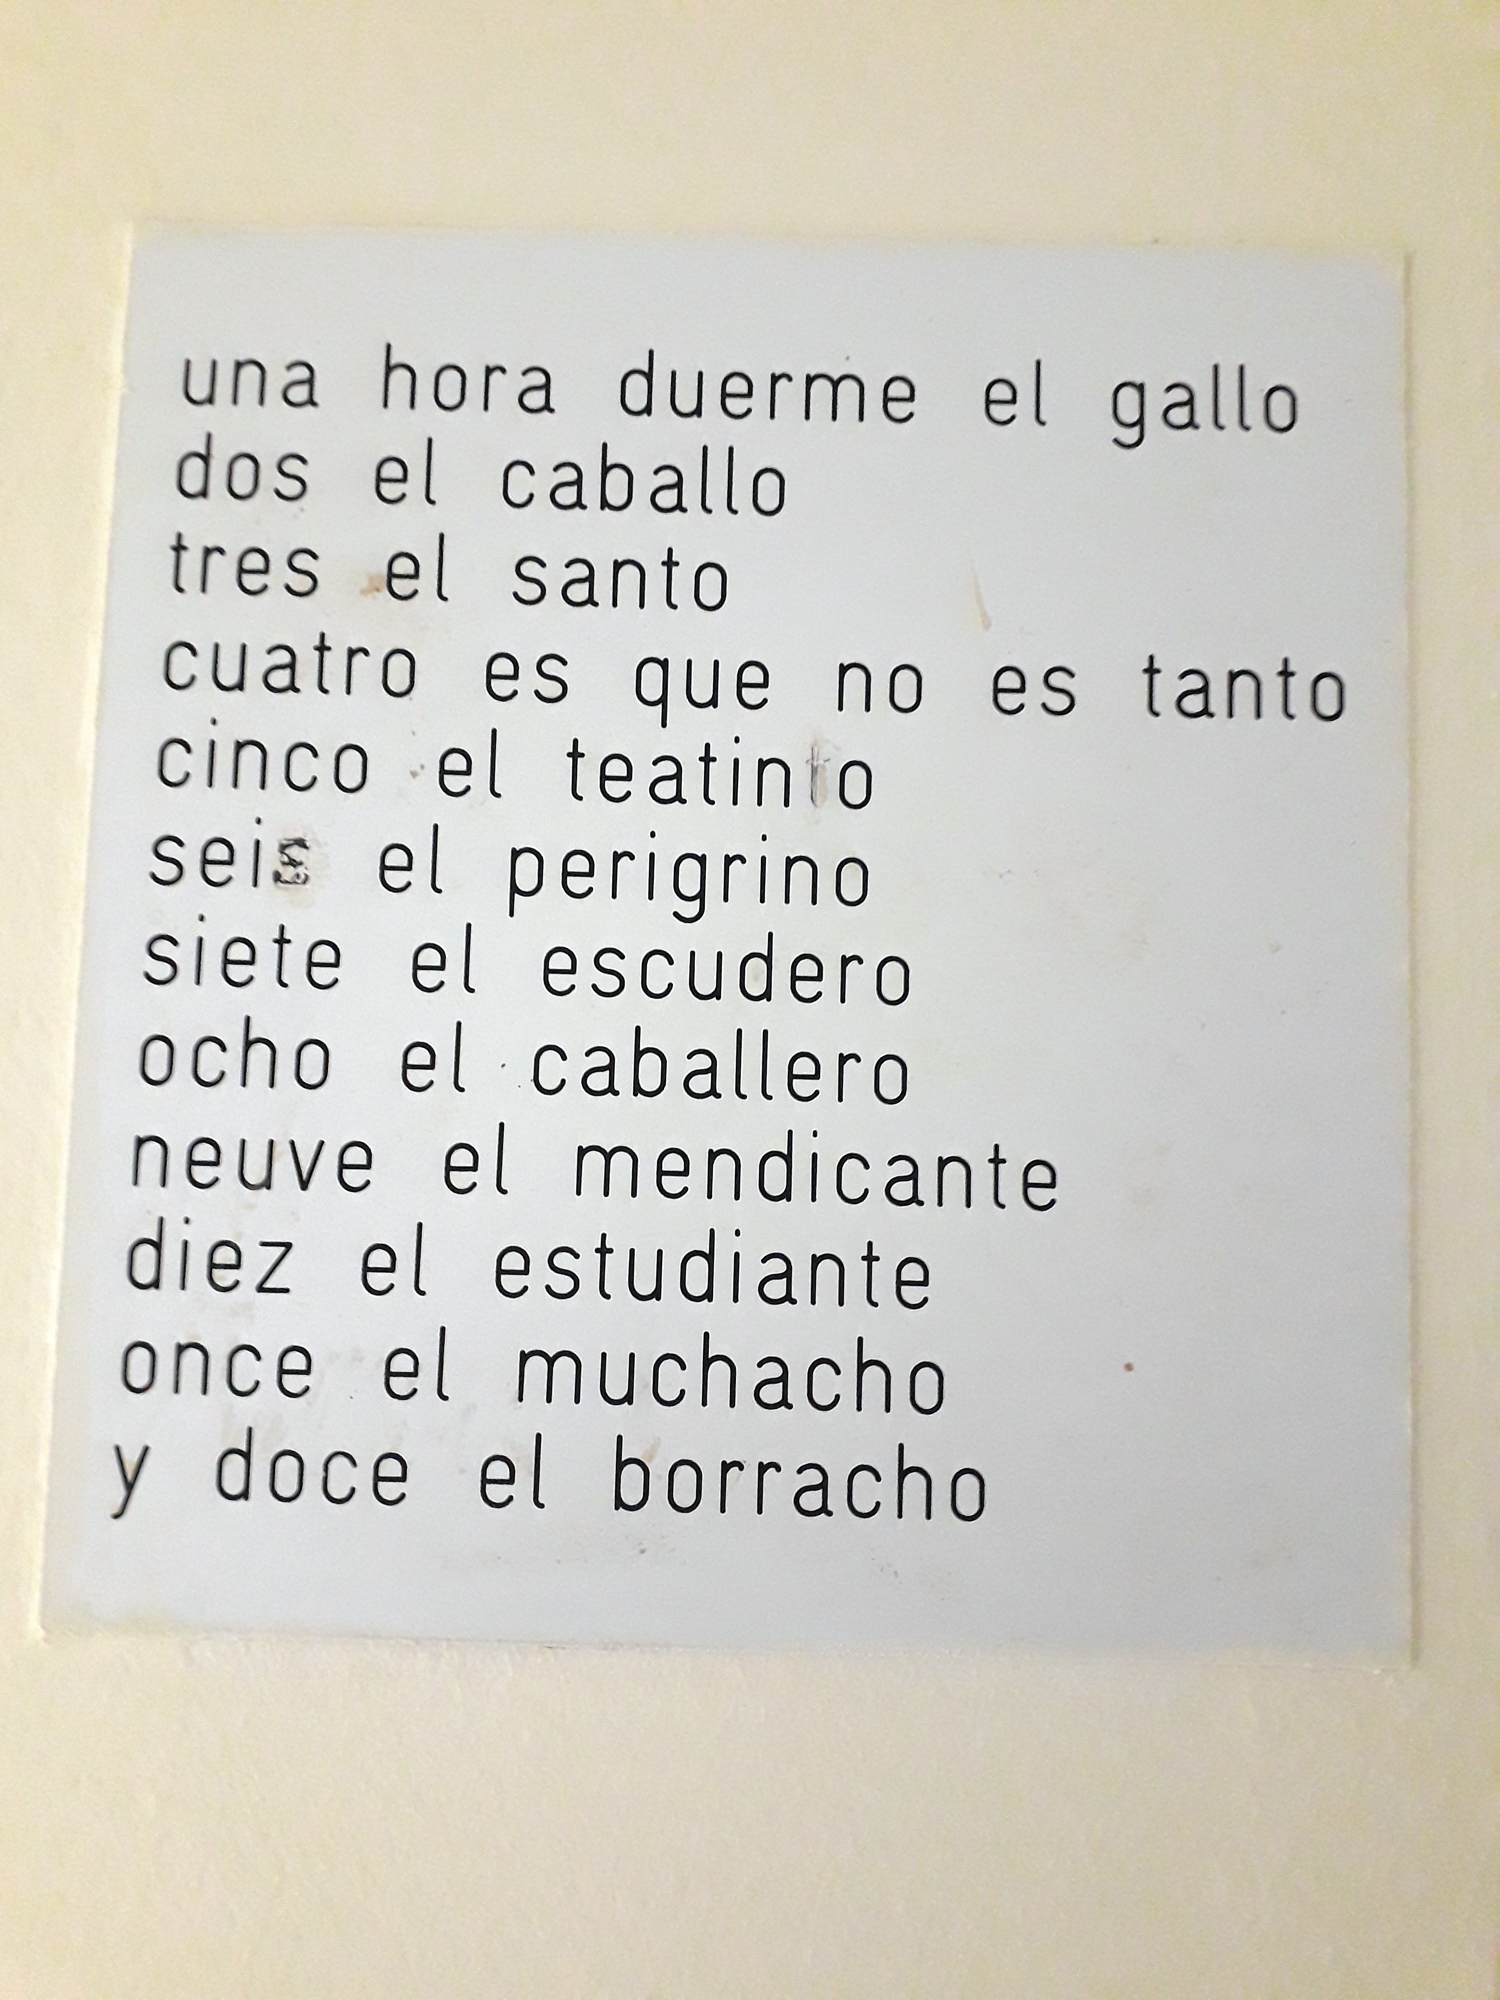 una hora duerme el gallo
dos el caballo
tres el santo
cuatro es que no es tanto
cinco el teatinto
seis el perigrino
siete el escudero
ocho el caballero
neuve el mendicante
diez el estudiante
once el muchacho
y doce el borracho